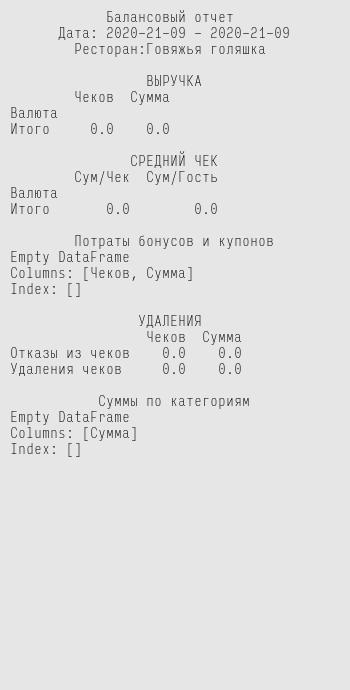 Балансовый отчет
Дата: 2020-21-09 - 2020-21-09
Ресторан:Говяжья голяшка
ВЫРУЧКА
Чеков Сумма
Валюта
Итого 0.0 0.0
СРЕДНИЙ ЧЕК
Сум/Чек Сум/Гость
Валюта
Итого 0.0 0.0
Потраты бонусов и купонов
Empty DataFrame
Columns: [Чеков, Сумма]
Index: []
УДАЛЕНИЯ
Чеков Сумма
Отказы из чеков 0.0 0.0
Удаления чеков 0.0 0.0
Суммы по категориям
Empty DataFrame
Columns: [Сумма]
Index: []